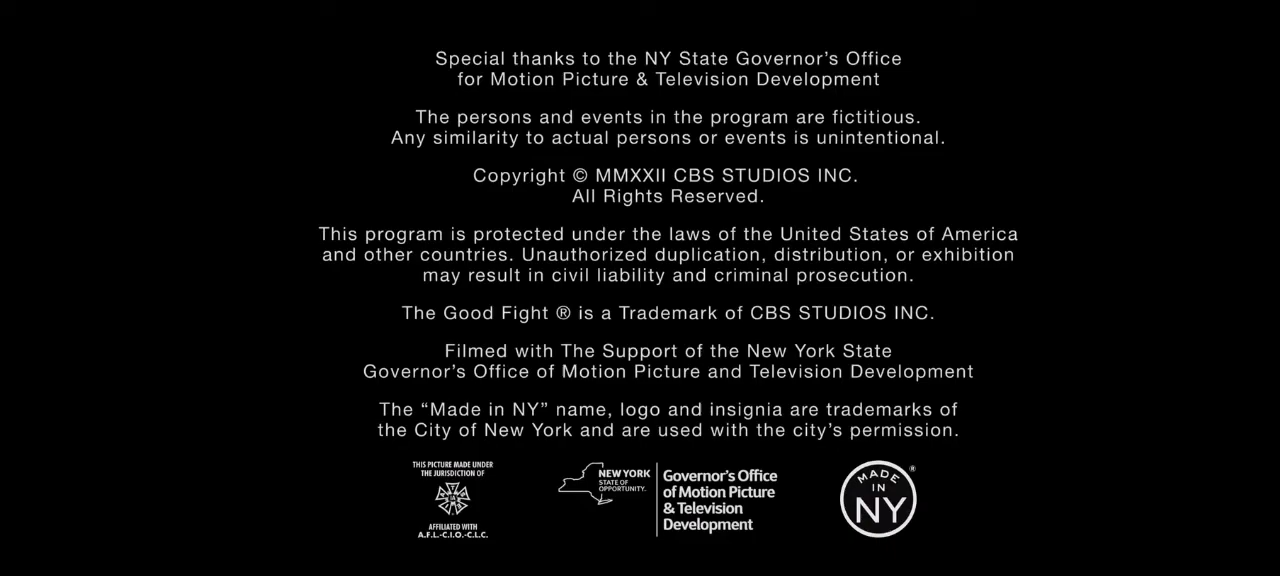 Special thanks to the NY State Governor's Office
for Motion Picture & Television Development
The persons and events in the program are fictitious.
Any similarity to actual persons or events is unintentional.
Copyright © MMXXII CBS STUDIOS INC.
All Rights Reserved.
This program is protected under the laws of the United States of America
and other countries. Unauthorized duplication, distribution, or exhibition
may result in civil liability and criminal prosecution.
The Good Fight ® is a Trademark of CBS STUDIOS INC.
Filmed with The Support of the New York State
Governor's Office of Motion Picture and Television Development
The “Made in NY” name, logo and insignia are trademarks of
the City of New York and are used with the city's permission.
THIS PICTURE MADE UNDER
THE JURISDICTION OF
AFFILIATED WITH
A.F.L.-C.I.O.-C.L.C.
NEW YORK
STATE OF
OPPORTUNITY.
Governor's Office
of Motion Picture
& Television
Development
MADE
IN
NY
®